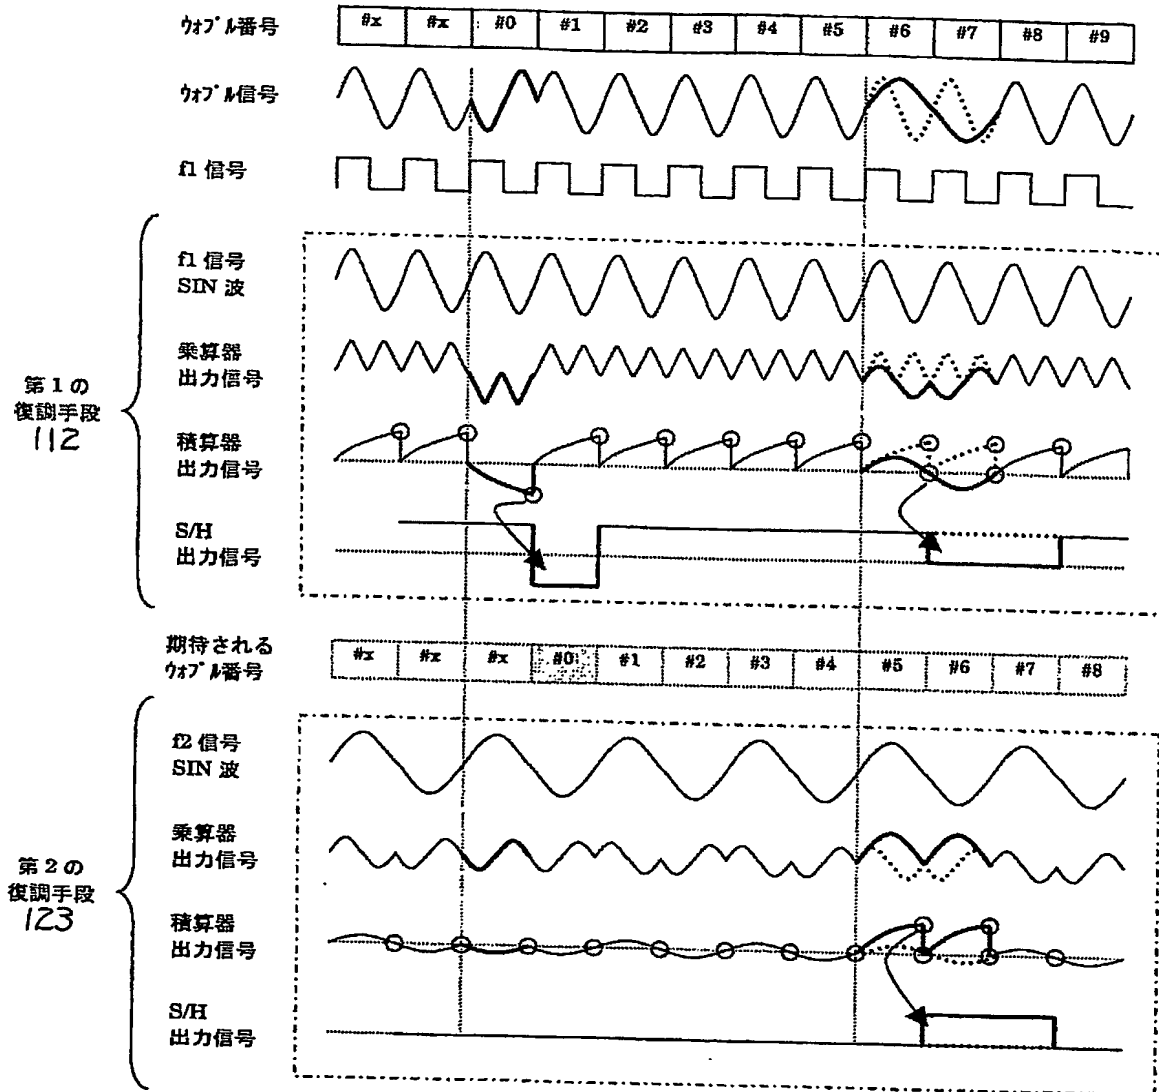 ウォブル番号 #x #x #0 #1 #2 #3 #4 #5 #6 #7 #8 #9
ウォブル信号
f1 信号
第1の
復調手段
112
f1 信号
SIN 波
乗算器
出力信号
積算器
出力信号
S/H
出力信号
期待される
ウォブル番号 #x #x #x #0 #1 #2 #3 #4 #5 #6 #7 #8
第2の
復調手段
123
f2 信号
SIN 波
乗算器
出力信号
積算器
出力信号
S/H
出力信号